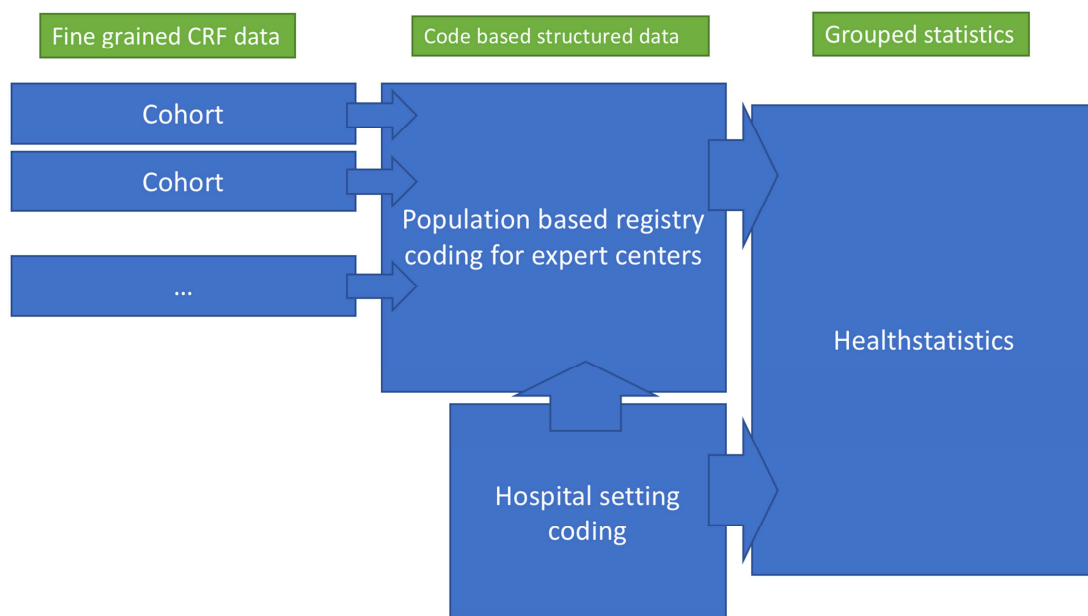 Fine grained CRF data
Code based structured data
Grouped statistics
Cohort
Cohort
...
Population based registry
coding for expert centers
Healthstatistics
Hospital setting
coding